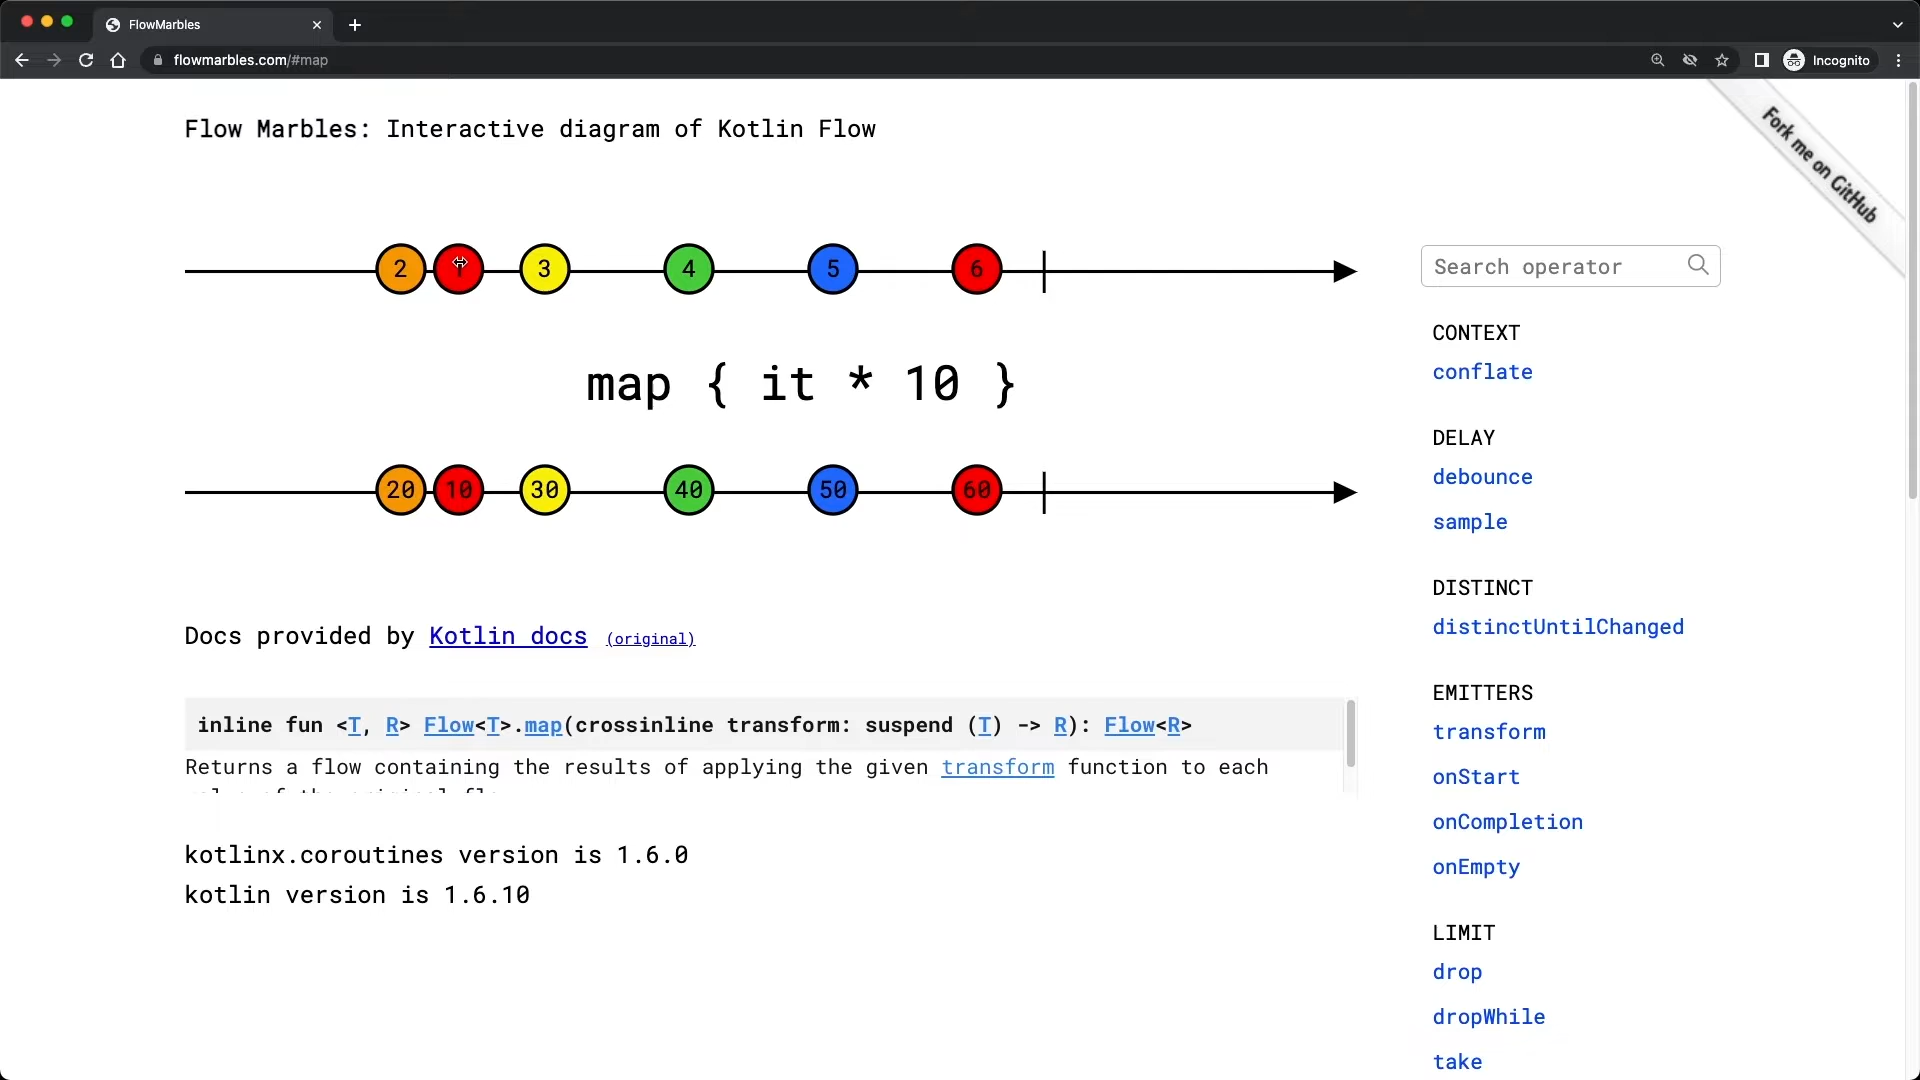 FlowMarbles
flowmarbles.com/#map
Incognito
Flow Marbles: Interactive diagram of Kotlin Flow
Fork me on GitHub
2 1 3 4 5 6
map { it * 10 }
20 10 30 40 50 60
Docs provided by Kotlin docs (original)
inline fun <T, R> Flow<T>.map(crossinline transform: suspend (T) -> R): Flow<R>
Returns a flow containing the results of applying the given transform function to each
kotlinx.coroutines version is 1.6.0
kotlin version is 1.6.10
Search operator
CONTEXT
conflate
DELAY
debounce
sample
DISTINCT
distinctUntilChanged
EMITTERS
transform
onStart
onCompletion
onEmpty
LIMIT
drop
dropWhile
take